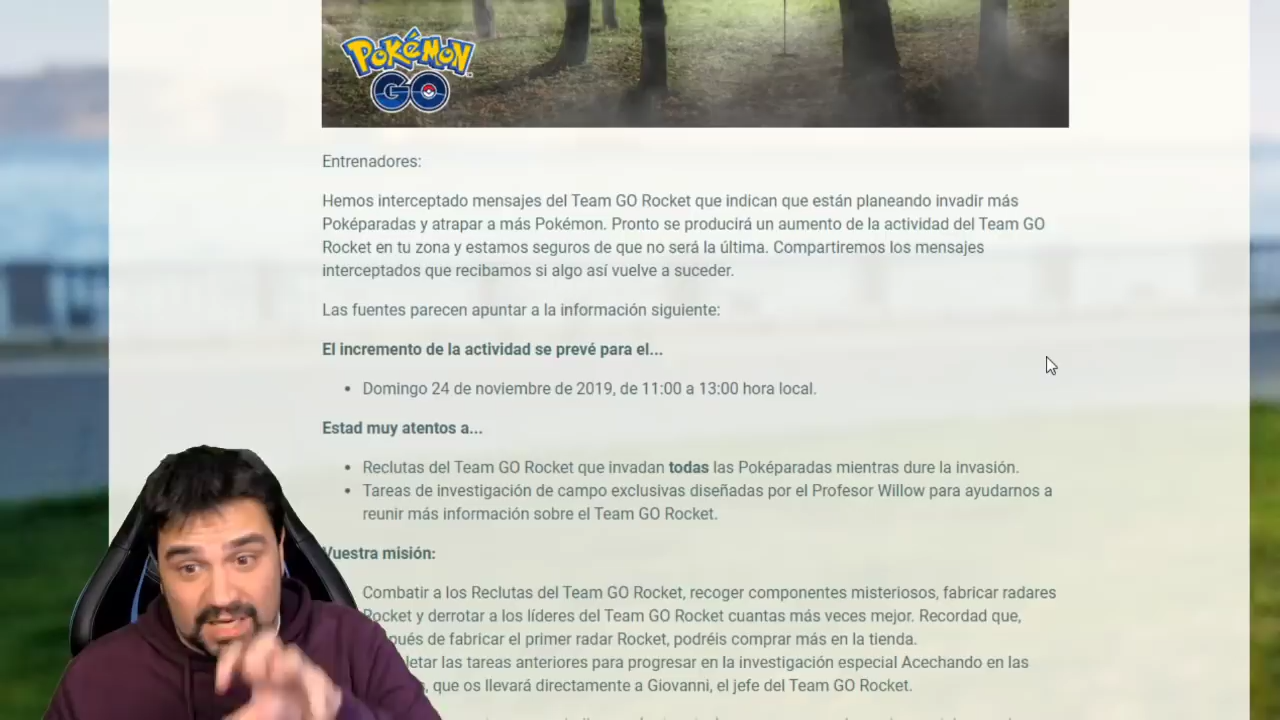 POKéMON
GO
Entrenadores:
Hemos interceptado mensajes del Team GO Rocket que indican que están planeando invadir más
Poképaradas y atrapar a más Pokémon. Pronto se producirá un aumento de la actividad del Team GO
Rocket en tu zona y estamos seguros de que no será la última. Compartiremos los mensajes
interceptados que recibamos si algo así vuelve a suceder.
Las fuentes parecen apuntar a la información siguiente:
El incremento de la actividad se prevé para el...
• Domingo 24 de noviembre de 2019, de 11:00 a 13:00 hora local.
Estad muy atentos a...
• Reclutas del Team GO Rocket que invadan todas las Poképaradas mientras dure la invasión.
• Tareas de investigación de campo exclusivas diseñadas por el Profesor Willow para ayudarnos a
reunir más información sobre el Team GO Rocket.
Vuestra misión:
Combatir a los Reclutas del Team GO Rocket, recoger componentes misteriosos, fabricar radares
Rocket y derrotar a los líderes del Team GO Rocket cuantas más veces mejor. Recordad que,
de fabricar el primer radar Rocket, podréis comprar más en la tienda.
las tareas anteriores para progresar en la investigación especial Acechando en las
que os llevará directamente a Giovanni, el jefe del Team GO Rocket.